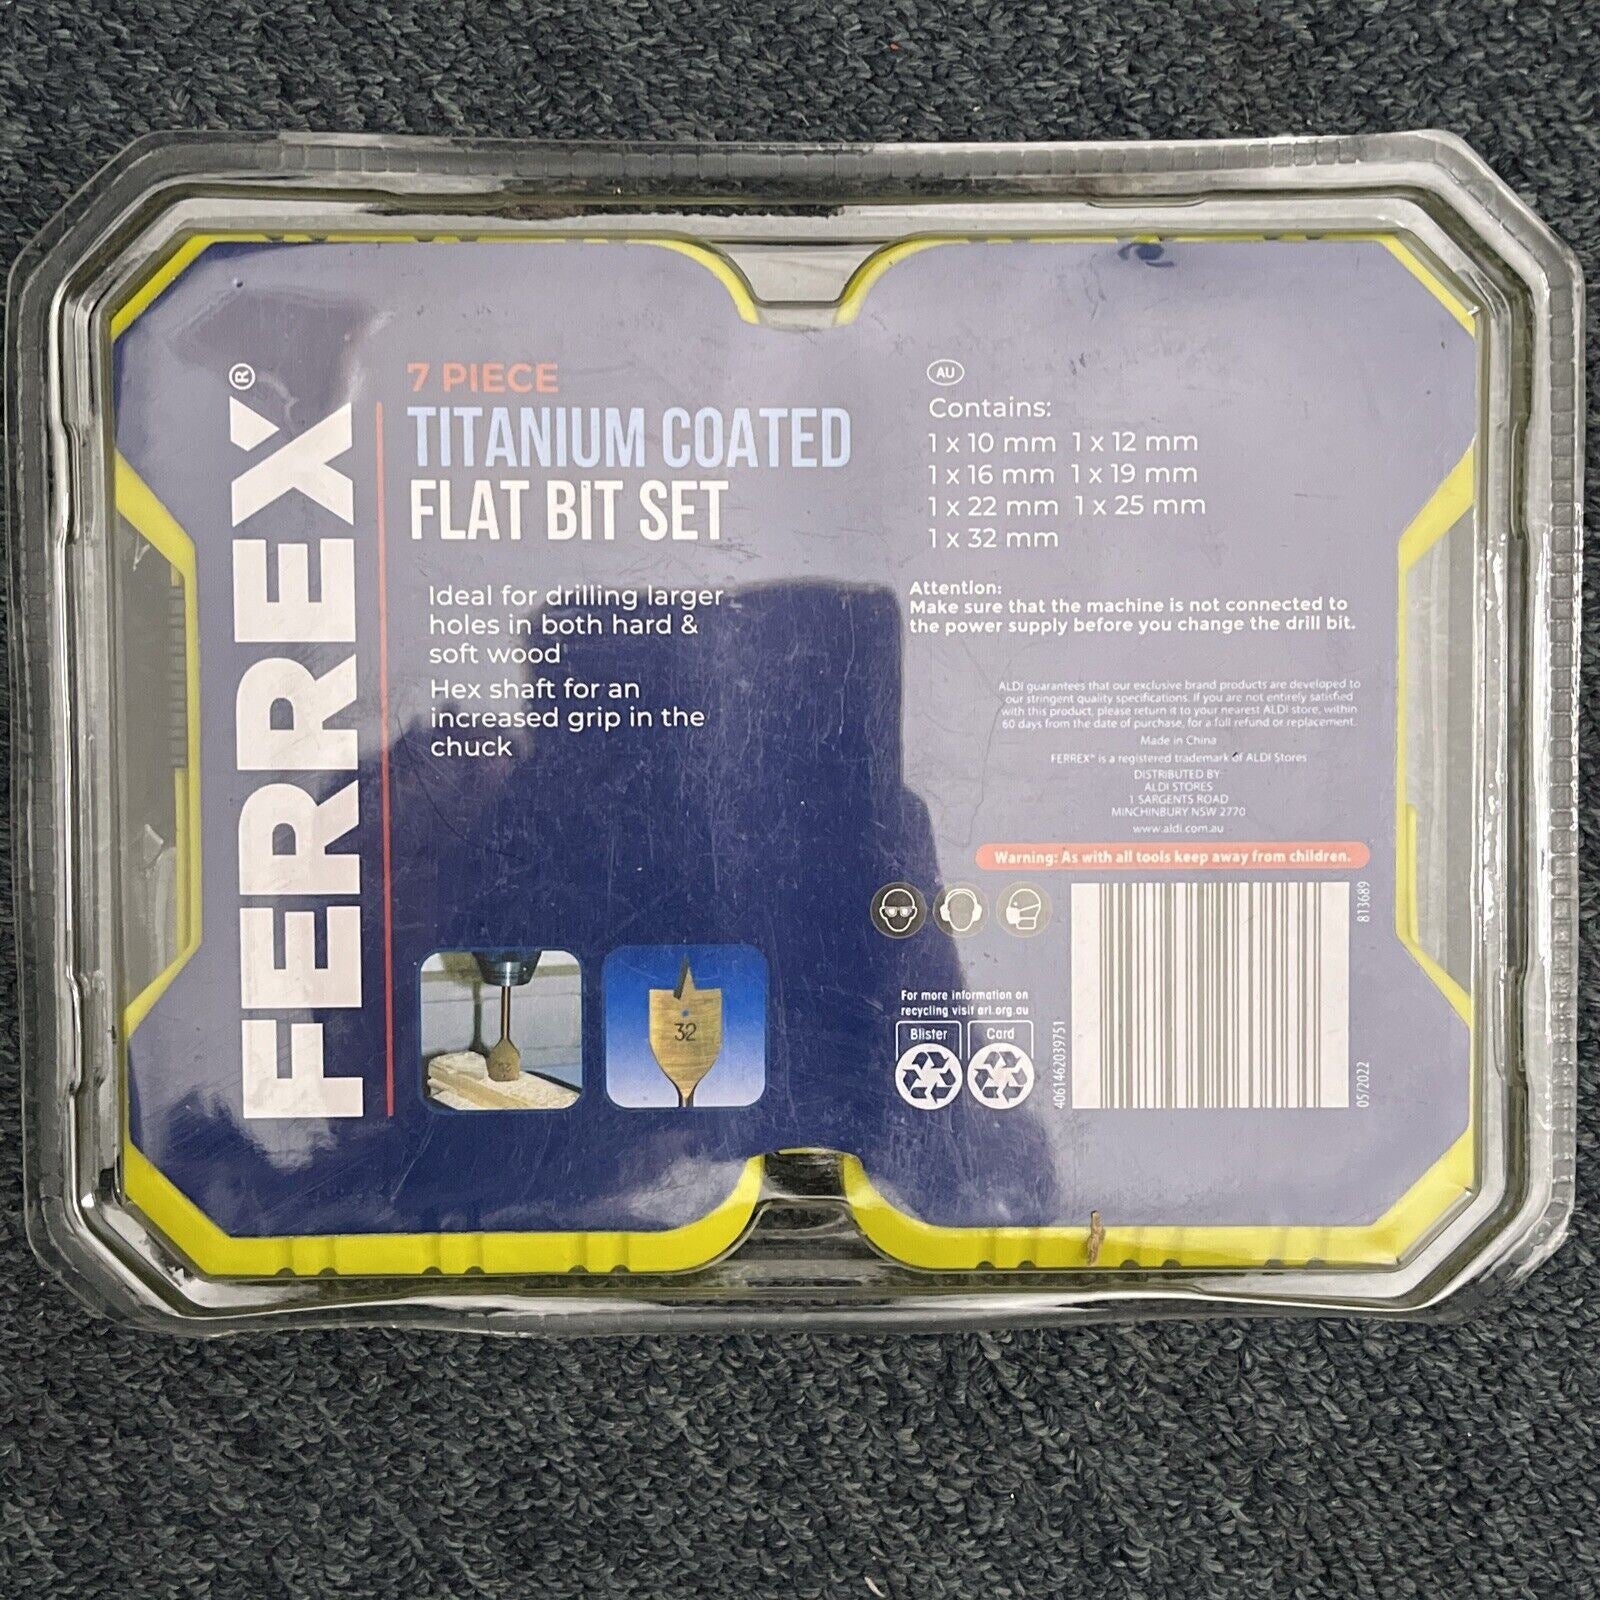 FERREX®
7 PIECE
TITANIUM COATED
FLAT BIT SET
Ideal for drilling larger
holes in both hard &
soft wood
Hex shaft for an
increased grip in the
chuck
32
32
AU
Contains:
1 x 10 mm 1 x 12 mm
1 x 16 mm 1 x 19 mm
1 x 22 mm 1 x 25 mm
1 x 32 mm
Attention:
Make sure that the machine is not connected to
the power supply before you change the drill bit.
ALDI guarantees that our exclusive brand products are developed to
our stringent quality specifications. If you are not entirely satisfied
with this product, please return it to your nearest ALDI store, within
60 days from the date of purchase, for a full refund or replacement.
Made in China
FERREX® is a registered trademark of ALDI Stores
DISTRIBUTED BY:
ALDI STORES
1 SARGENTS ROAD
MINCHINBURY NSW 2770
www.aldi.com.au
Warning: As with all tools keep away from children.
For more information on
recycling visit arl.org.au
Blister
Card
4061462039751
813689
05/2022